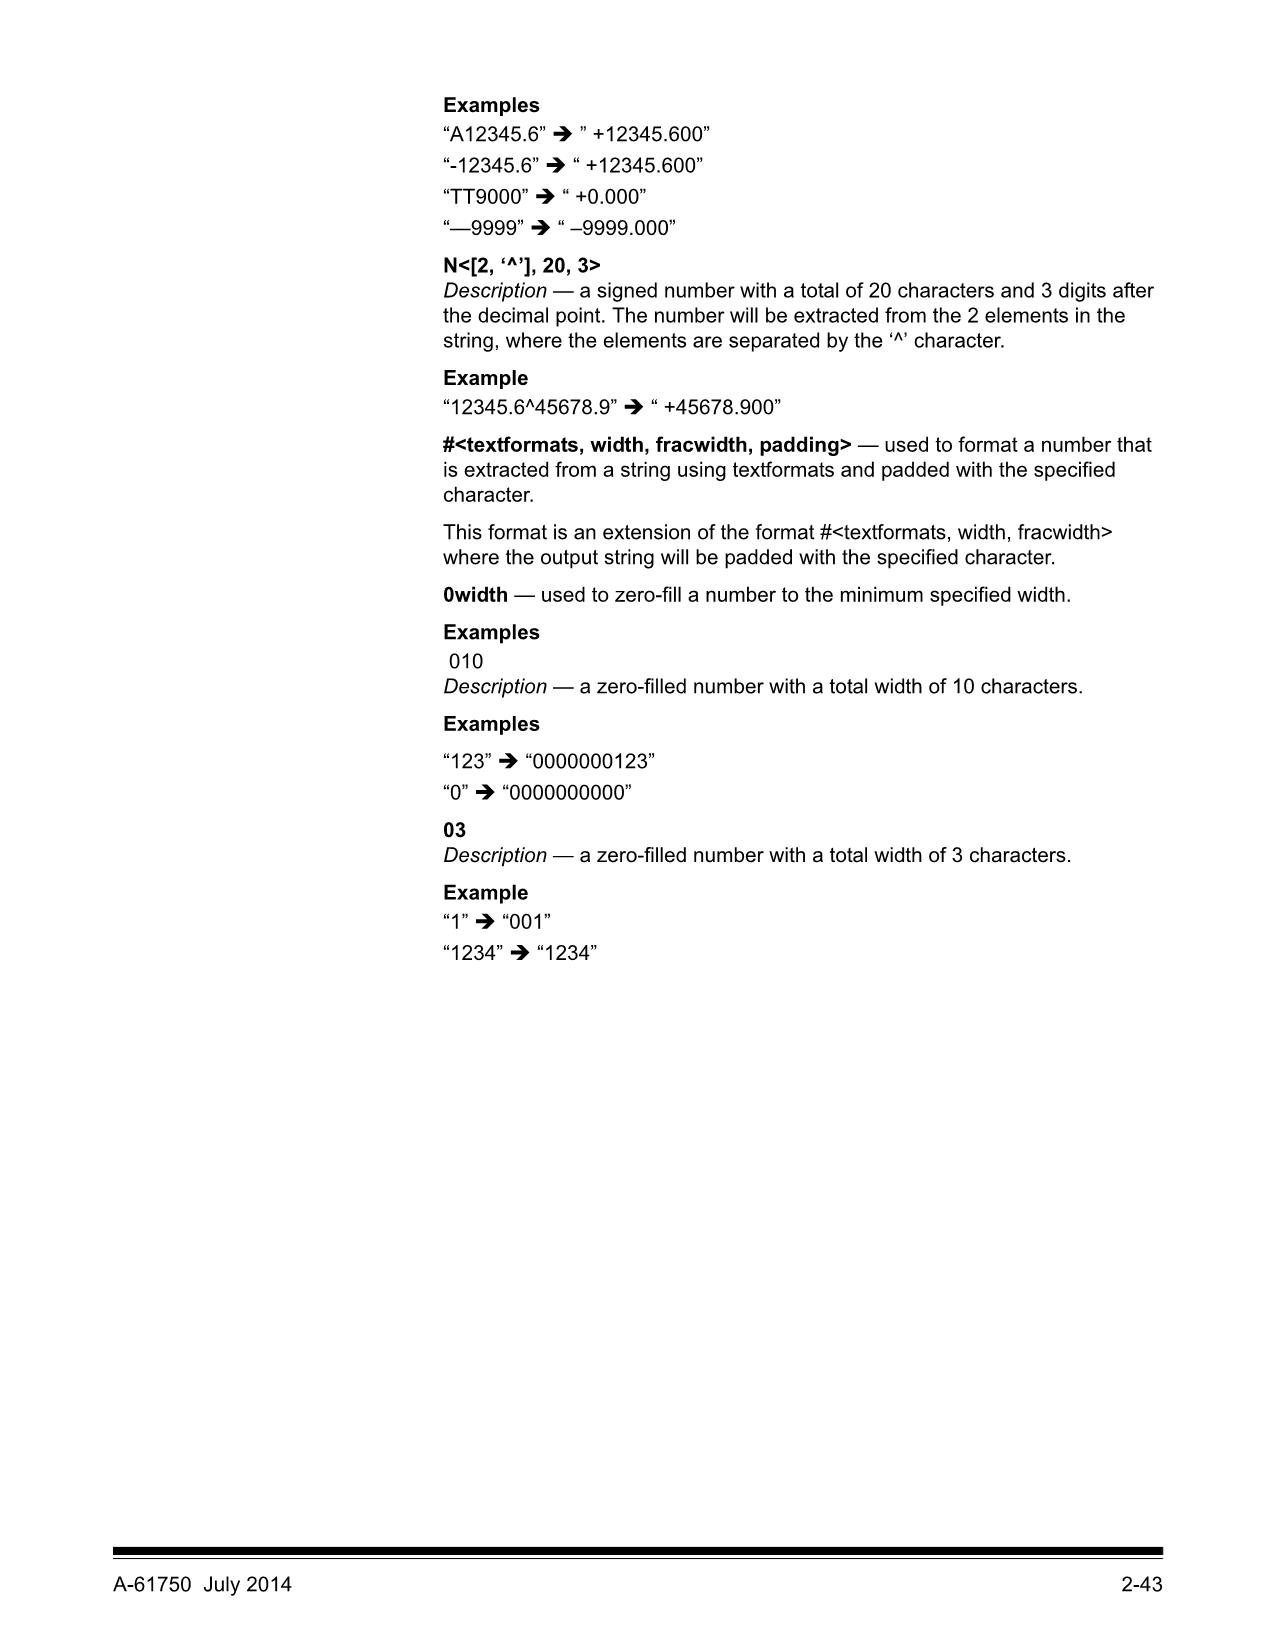 Examples
“A12345.6” ➔ ” +12345.600”
“-12345.6” ➔ “ +12345.600”
“TT9000” ➔ “ +0.000”
“—9999” ➔ “ –9999.000”
N<[2, ‘^’], 20, 3>
Description — a signed number with a total of 20 characters and 3 digits after
the decimal point. The number will be extracted from the 2 elements in the
string, where the elements are separated by the ‘^’ character.
Example
“12345.6^45678.9” ➔ “ +45678.900”
#<textformats, width, fracwidth, padding> — used to format a number that
is extracted from a string using textformats and padded with the specified
character.
This format is an extension of the format #<textformats, width, fracwidth>
where the output string will be padded with the specified character.
0width — used to zero-fill a number to the minimum specified width.
Examples
010
Description — a zero-filled number with a total width of 10 characters.
Examples
“123” ➔ “0000000123”
“0” ➔ “0000000000”
03
Description — a zero-filled number with a total width of 3 characters.
Example
“1” ➔ “001”
“1234” ➔ “1234”
A-61750 July 2014
2-43